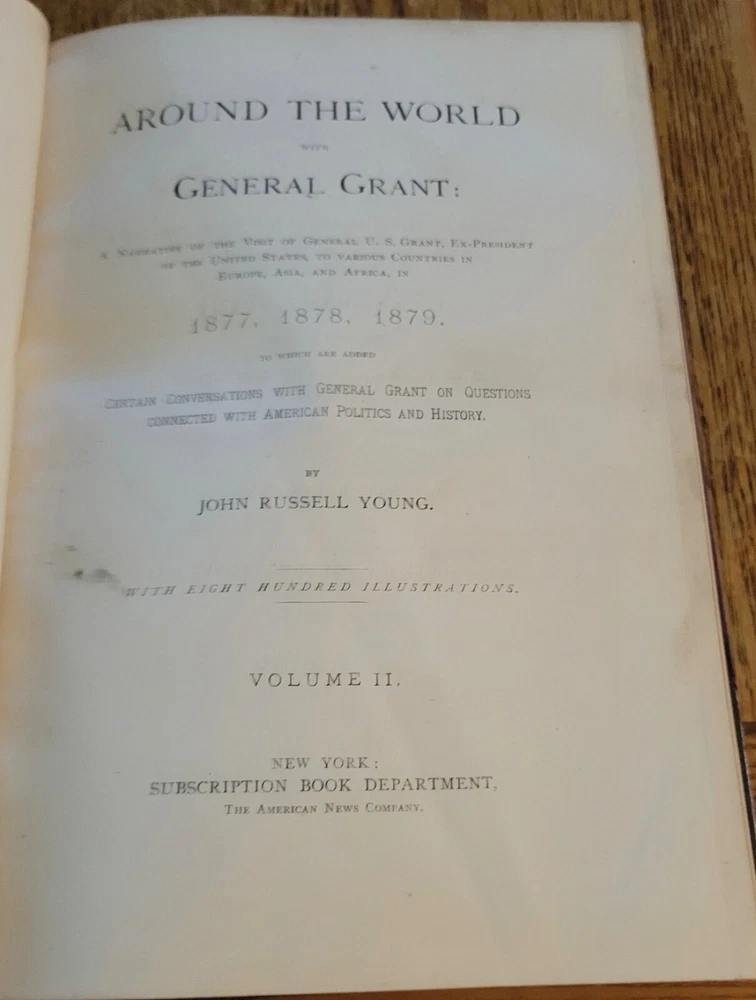 AROUND THE WORLD
WITH
GENERAL GRANT:
A NARRATIVE OF THE VISIT OF GENERAL U. S. GRANT, EX-PRESIDENT
OF THE UNITED STATES, TO VARIOUS COUNTRIES IN
EUROPE, ASIA, AND AFRICA, IN
1877, 1878, 1879.
TO WHICH ARE ADDED
CERTAIN CONVERSATIONS WITH GENERAL GRANT ON QUESTIONS
CONNECTED WITH AMERICAN POLITICS AND HISTORY.
BY
JOHN RUSSELL YOUNG.
WITH EIGHT HUNDRED ILLUSTRATIONS.
VOLUME II.
NEW YORK:
SUBSCRIPTION BOOK DEPARTMENT,
THE AMERICAN NEWS COMPANY.